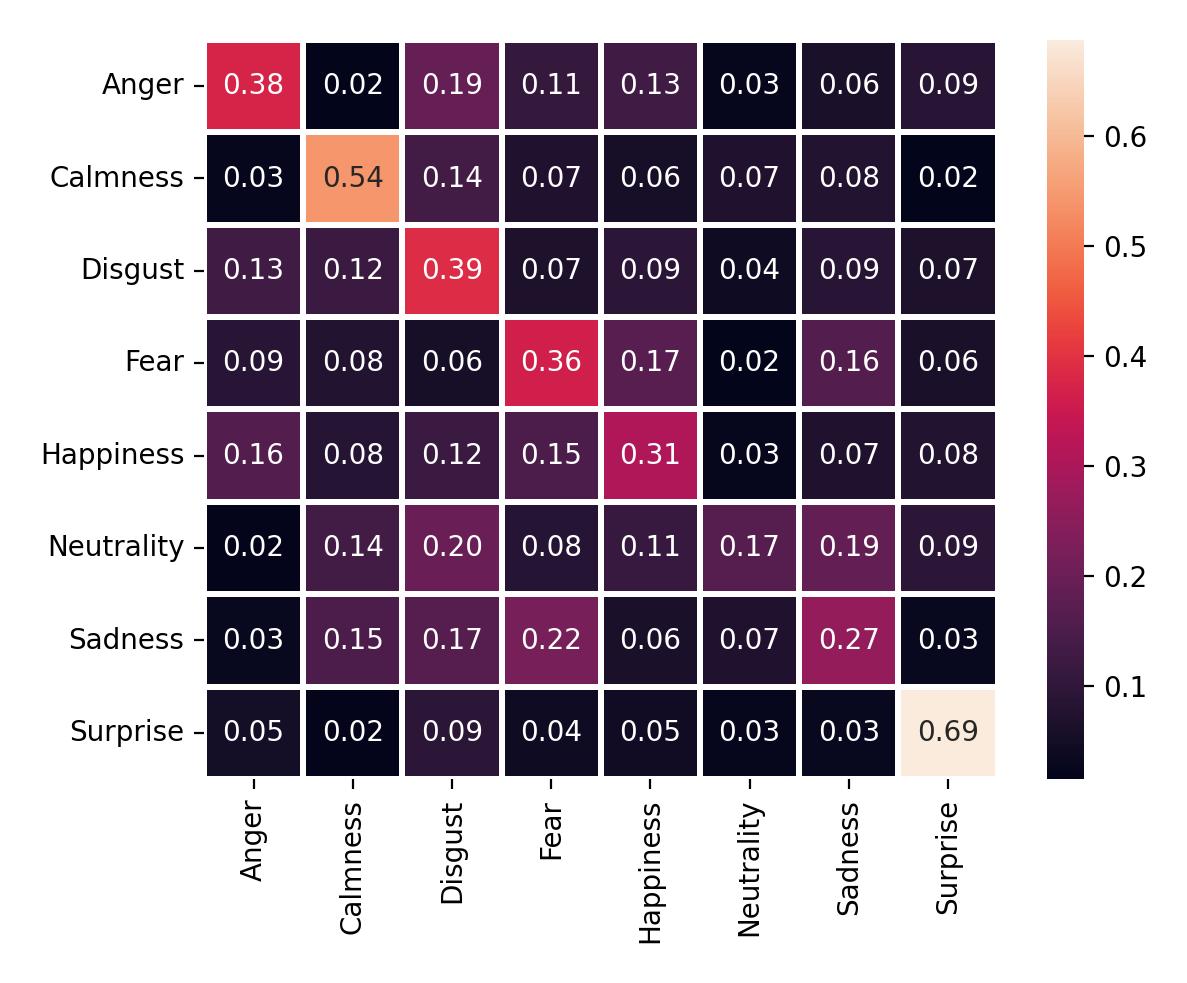 Anger 0.38 0.02 0.19 0.11 0.13 0.03 0.06 0.09
Calmness 0.03 0.54 0.14 0.07 0.06 0.07 0.08 0.02
Disgust 0.13 0.12 0.39 0.07 0.09 0.04 0.09 0.07
Fear 0.09 0.08 0.06 0.36 0.17 0.02 0.16 0.06
Happiness 0.16 0.08 0.12 0.15 0.31 0.03 0.07 0.08
Neutrality 0.02 0.14 0.20 0.08 0.11 0.17 0.19 0.09
Sadness 0.03 0.15 0.17 0.22 0.06 0.07 0.27 0.03
Surprise 0.05 0.02 0.09 0.04 0.05 0.03 0.03 0.69
Anger Calmness Disgust Fear Happiness Neutrality Sadness Surprise
0.6
0.5
0.4
0.3
0.2
0.1